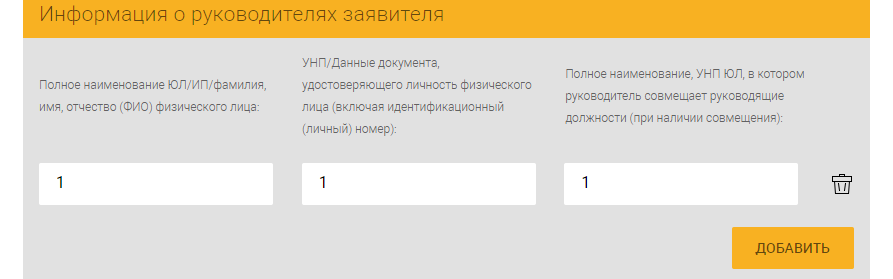 Информация о руководителях заявителя
Полное наименование ЮЛ/ИП/фамилия,
имя, отчество (ФИО) физического лица:
УНП/Данные документа,
удостоверяющего личность физического
лица (включая идентификационный
(личный) номер):
Полное наименование, УНП ЮЛ, в котором
руководитель совмещает руководящие
должности (при наличии совмещения):
1
1
1
ДОБАВИТЬ